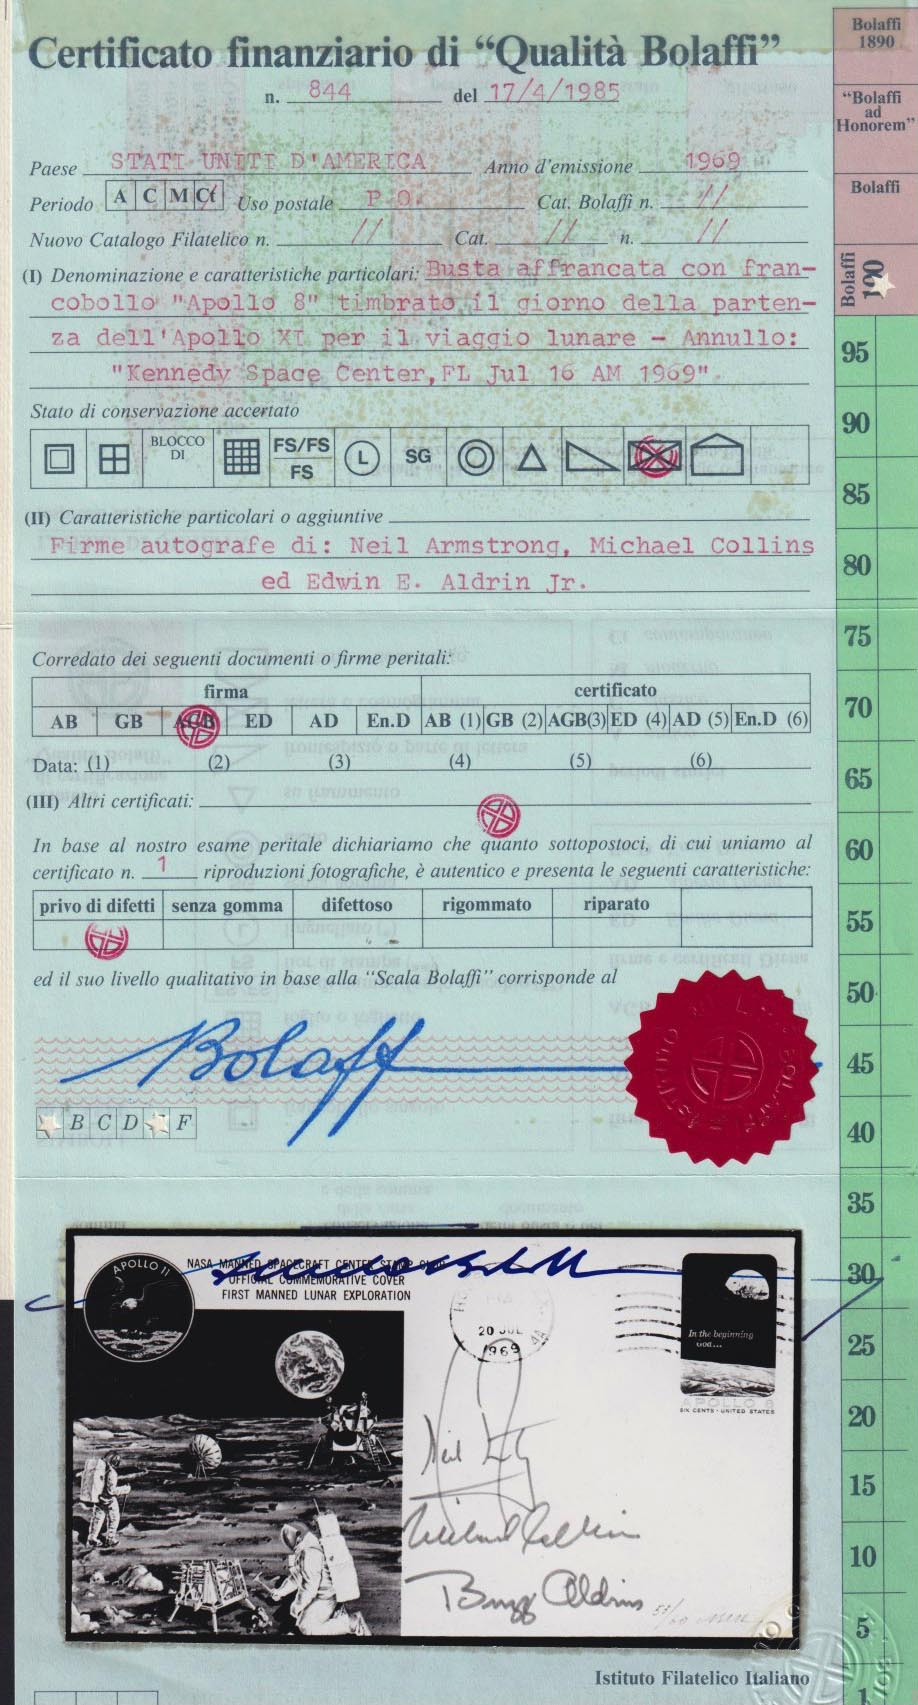 Certificato finanziario di “Qualità Bolaffi”
n. 844 del 17/4/1985
Paese STATI UNITI D'AMERICA Anno d'emissione 1969
Periodo A C M Ct Uso postale P.O. Cat. Bolaffi n. //
Nuovo Catalogo Filatelico n. // Cat. // n. //
(I) Denominazione e caratteristiche particolari: Busta affrancata con fran-
cobollo "Apollo 8" timbrato il giorno della parten-
za dell'Apollo XI per il viaggio lunare – Annullo:
"Kennedy Space Center,FL Jul 16 AM 1969".
Stato di conservazione accertato
BLOCCO DI FS/FS FS L SG
(II) Caratteristiche particolari o aggiuntive
Firme autografe di: Neil Armstrong, Michael Collins
ed Edwin E. Aldrin Jr.
Corredato dei seguenti documenti o firme peritali:
firma certificato
AB GB AGB ED AD En.D AB (1) GB (2) AGB(3) ED (4) AD (5) En.D (6)
Data: (1) (2) (3) (4) (5) (6)
(III) Altri certificati:
In base al nostro esame peritale dichiariamo che quanto sottopostoci, di cui uniamo al
certificato n. 1 riproduzioni fotografiche, è autentico e presenta le seguenti caratteristiche:
privo di difetti senza gomma difettoso rigommato riparato
ed il suo livello qualitativo in base alla “Scala Bolaffi” corrisponde al
Bolaffi
B C D F
APOLLO 11
NASA MANNED SPACECRAFT CENTER STAMP CLUB
OFFICIAL COMMEMORATIVE COVER
FIRST MANNED LUNAR EXPLORATION
20 JUL
1969
In the beginning
God...
APOLLO 8
SIX CENTS · UNITED STATES
Neil
Michael Collins
Buzz Aldrin
Istituto Filatelico Italiano
Bolaffi
1890
“Bolaffi
ad
Honorem”
Bolaffi
Bolaffi
100
95
90
85
80
75
70
65
60
55
50
45
40
35
30
25
20
15
10
5
1